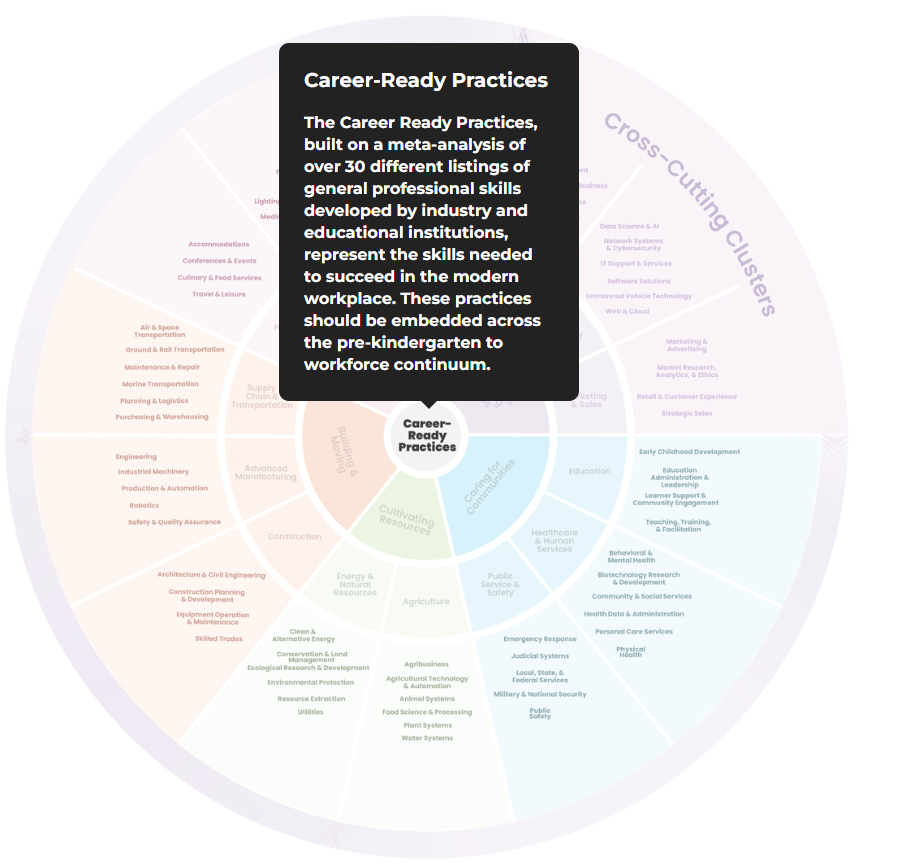 Career-Ready Practices
The Career Ready Practices,
built on a meta-analysis of
over 30 different listings of
general professional skills
developed by industry and
educational institutions,
represent the skills needed
to succeed in the modern
workplace. These practices
should be embedded across
the pre-kindergarten to
workforce continuum.
Career-
Ready
Practices
Cross-Cutting Clusters
Accommodations
Conferences & Events
Culinary & Food Services
Travel & Leisure
Data Science & AI
Network Systems
& Cybersecurity
IT Support & Services
Software Solutions
Unmanned Vehicle Technology
Web & Cloud
Marketing &
Advertising
Market Research,
Analytics, & Ethics
Retail & Customer Experience
Strategic Sales
& Sales
Supply
Chain &
Transportation
Air & Space
Transportation
Ground & Rail Transportation
Maintenance & Repair
Marine Transportation
Planning & Logistics
Purchasing & Warehousing
Building &
Moving
Advanced
Manufacturing
Engineering
Industrial Machinery
Production & Automation
Robotics
Safety & Quality Assurance
Construction
Architecture & Civil Engineering
Construction Planning
& Development
Equipment Operation
& Maintenance
Skilled Trades
Cultivating
Resources
Energy &
Natural
Resources
Clean &
Alternative Energy
Conservation & Land
Management
Ecological Research & Development
Environmental Protection
Resource Extraction
Utilities
Agriculture
Agribusiness
Agricultural Technology
& Automation
Animal Systems
Food Science & Processing
Plant Systems
Water Systems
Caring for
Communities
Public
Service &
Safety
Emergency Response
Judicial Systems
Local, State, &
Federal Services
Military & National Security
Public
Safety
Healthcare
& Human
Services
Behavioral &
Mental Health
Biotechnology Research
& Development
Community & Social Services
Health Data & Administration
Personal Care Services
Physical
Health
Education
Early Childhood Development
Education
Administration &
Leadership
Learner Support &
Community Engagement
Teaching, Training,
& Facilitation